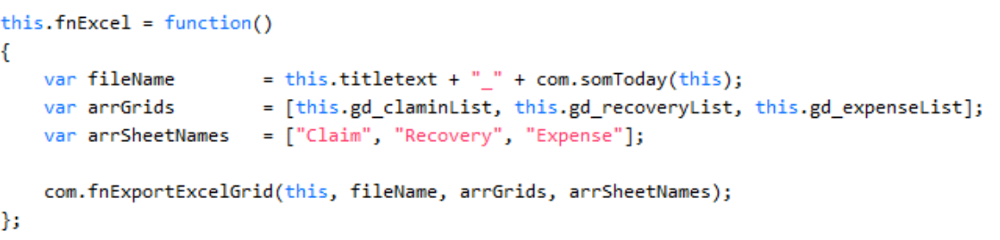 this.fnExcel = function()
{
    var fileName        = this.titletext + "_" + com.somToday(this);
    var arrGrids        = [this.gd_claminList, this.gd_recoveryList, this.gd_expenseList];
    var arrSheetNames   = ["Claim", "Recovery", "Expense"];

    com.fnExportExcelGrid(this, fileName, arrGrids, arrSheetNames);
};